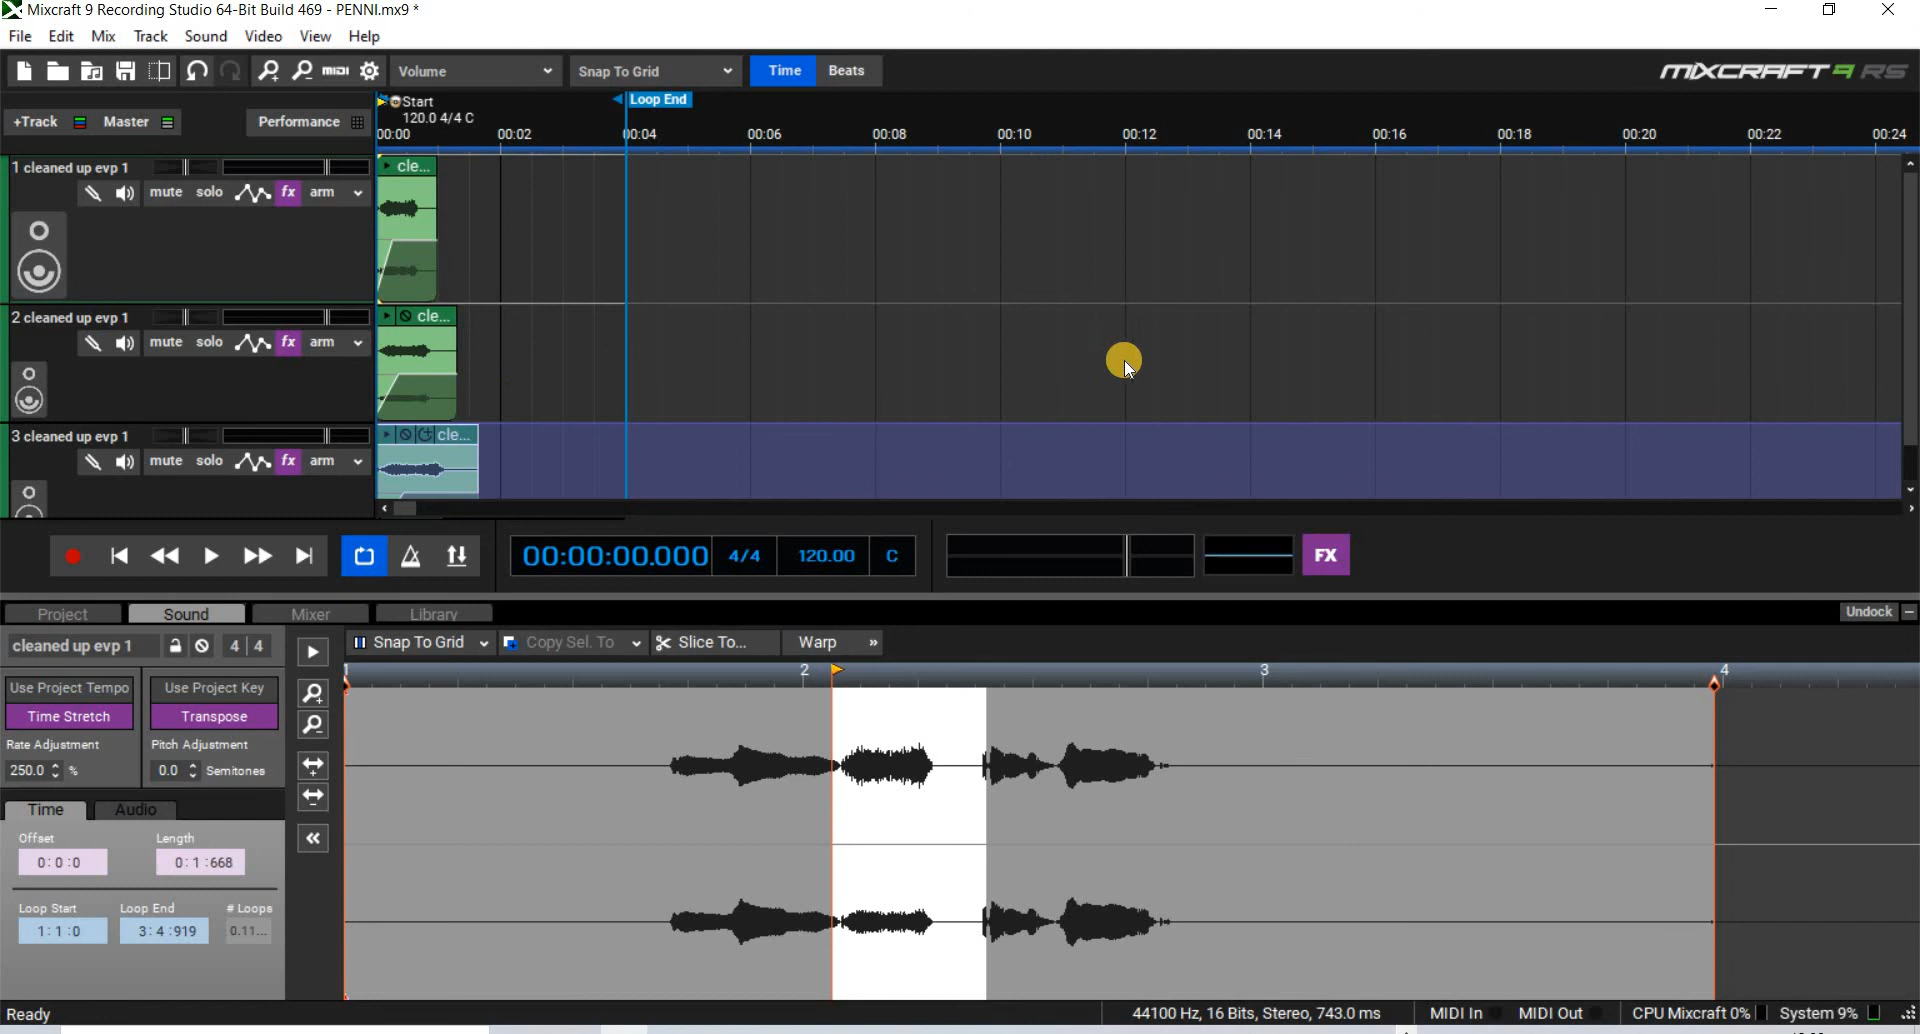 Mixcraft 9 Recording Studio 64-Bit Build 469 - PENNI.mx9 *
File Edit Mix Track Sound Video View Help
MIDI Volume Snap To Grid Time Beats MIXCRAFT 9 RS
+Track Master Performance
Start Loop End
120.0 4/4 C
00:00 00:02 00:04 00:06 00:08 00:10 00:12 00:14 00:16 00:18 00:20 00:22 00:24
1 cleaned up evp 1 cle...
mute solo fx arm
2 cleaned up evp 1 cle...
mute solo fx arm
3 cleaned up evp 1 cle...
mute solo fx arm
00:00:00.000 4/4 120.00 C FX
Project Sound Mixer Library Undock
cleaned up evp 1 4 4 Snap To Grid Copy Sel. To Slice To... Warp »
1 2 3 4
Use Project Tempo Use Project Key
Time Stretch Transpose
Rate Adjustment Pitch Adjustment
250.0 % 0.0 Semitones
Time Audio
Offset Length
0:0:0 0:1:668
Loop Start Loop End # Loops
1:1:0 3:4:919 0.11...
Ready 44100 Hz, 16 Bits, Stereo, 743.0 ms MIDI In MIDI Out CPU Mixcraft 0% System 9%